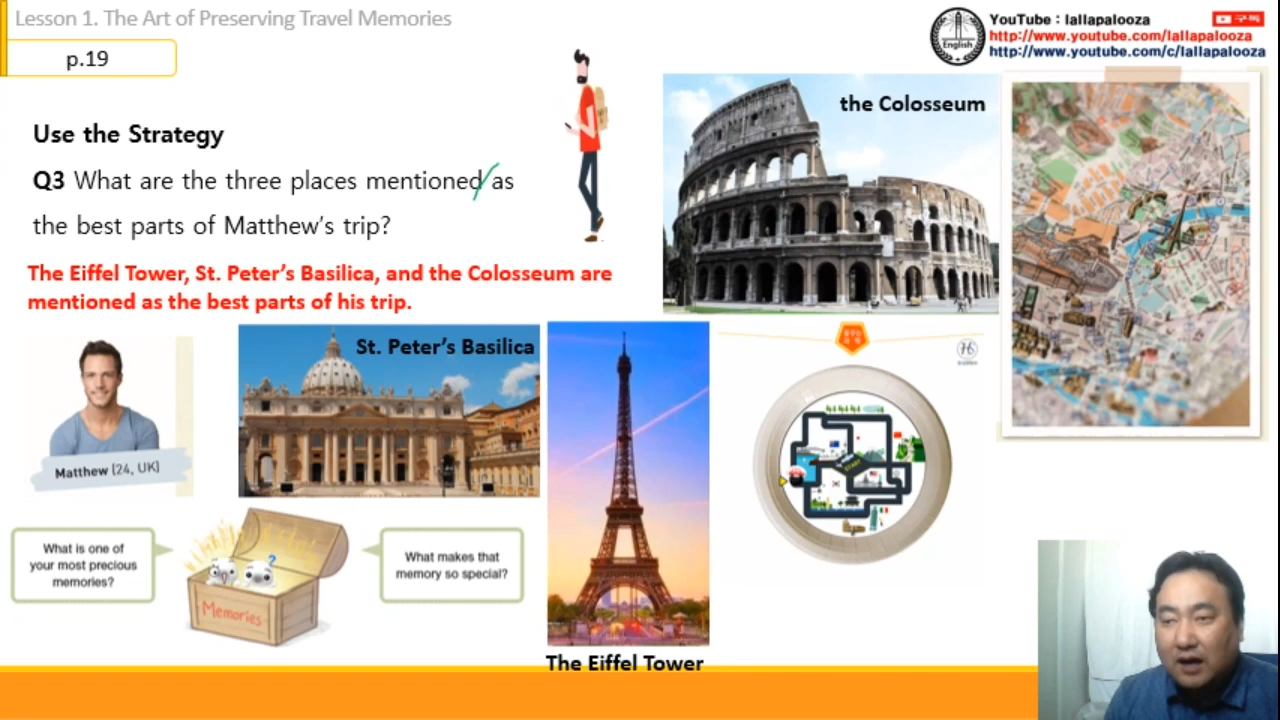 Lesson 1. The Art of Preserving Travel Memories
p.19
English
YouTube : lallapalooza
구독
http://www.youtube.com/lallapalooza
http://www.youtube.com/c/lallapalooza
Use the Strategy
Q3 What are the three places mentioned as
the best parts of Matthew's trip?
The Eiffel Tower, St. Peter's Basilica, and the Colosseum are
mentioned as the best parts of his trip.
the Colosseum
St. Peter's Basilica
Matthew (24, UK)
What is one of
your most precious
memories?
?
Memories
What makes that
memory so special?
The Eiffel Tower
START